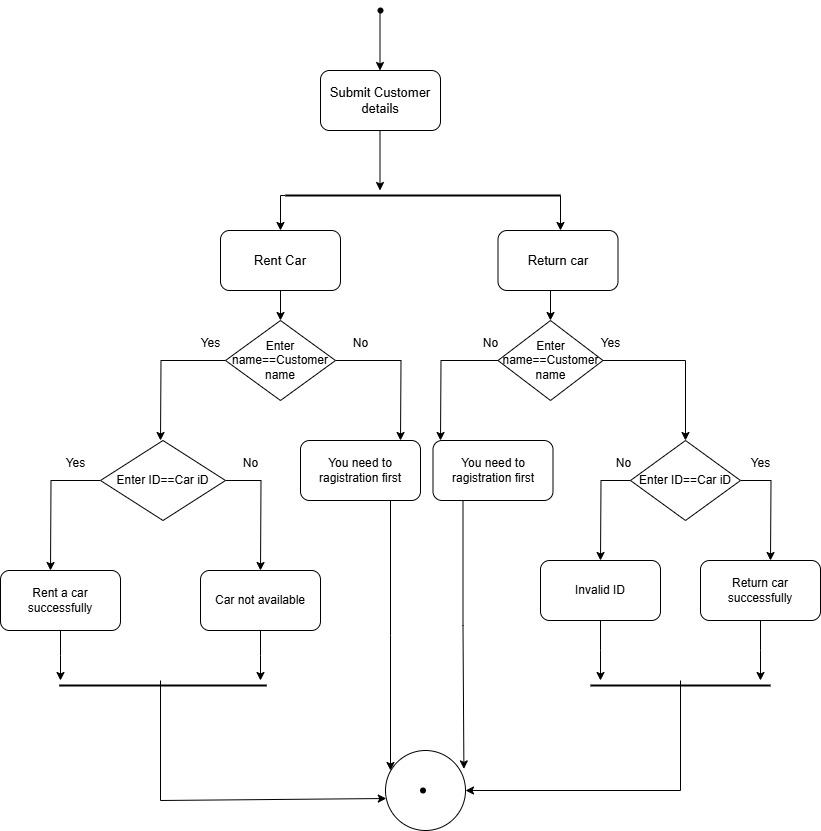 Submit Customer
details
Rent Car
Return car
Yes
Enter
name==Customer
name
No
No
Enter
name==Customer
name
Yes
Yes
Enter ID==Car iD
No
You need to
ragistration first
You need to
ragistration first
No
Enter ID==Car iD
Yes
Rent a car
successfully
Car not available
Invalid ID
Return car
successfully